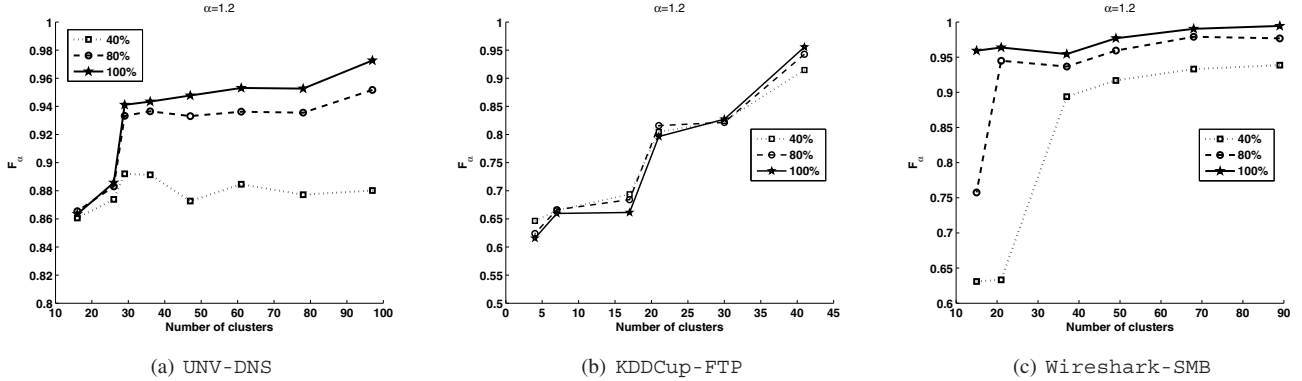 α=1.2
1
0.98
0.96
0.94
0.92
0.9
0.88
0.86
0.84
0.82
0.8
F_α
40%
80%
100%
10 20 30 40 50 60 70 80 90 100
Number of clusters
(a) UNV-DNS
α=1.2
1
0.95
0.9
0.85
0.8
0.75
0.7
0.65
0.6
0.55
0.5
F_α
40%
80%
100%
0 5 10 15 20 25 30 35 40 45
Number of clusters
(b) KDDCup-FTP
α=1.2
1
0.95
0.9
0.85
0.8
0.75
0.7
0.65
0.6
F_α
40%
80%
100%
10 20 30 40 50 60 70 80 90
Number of clusters
(c) Wireshark-SMB